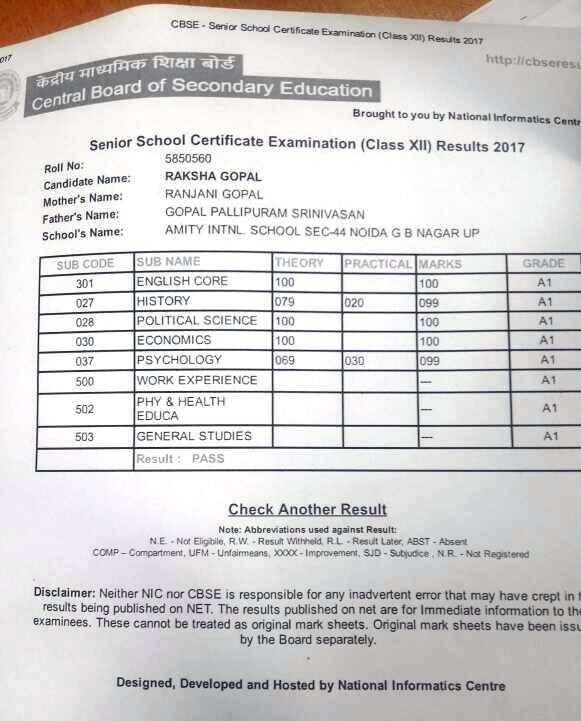 CBSE - Senior School Certificate Examination (Class XII) Results 2017
017
http://cbseresu
केंद्रीय माध्यमिक शिक्षा बोर्ड
Central Board of Secondary Education
Brought to you by National Informatics Centr
Senior School Certificate Examination (Class XII) Results 2017
Roll No: 5850560
Candidate Name: RAKSHA GOPAL
Mother's Name: RANJANI GOPAL
Father's Name: GOPAL PALLIPURAM SRINIVASAN
School's Name: AMITY INTNL. SCHOOL SEC-44 NOIDA G B NAGAR UP
SUB CODE SUB NAME THEORY PRACTICAL MARKS GRADE
301 ENGLISH CORE 100 100 A1
027 HISTORY 079 020 099 A1
028 POLITICAL SCIENCE 100 100 A1
030 ECONOMICS 100 100 A1
037 PSYCHOLOGY 069 030 099 A1
500 WORK EXPERIENCE --- A1
502 PHY & HEALTH EDUCA --- A1
503 GENERAL STUDIES --- A1
Result : PASS
Check Another Result
Note: Abbreviations used against Result:
N.E. - Not Eligibile, R.W. - Result Withheld, R.L. - Result Later, ABST - Absent
COMP - Compartment, UFM - Unfairmeans, XXXX - Improvement, SJD - Subjudice , N.R. - Not Registered
Disclaimer: Neither NIC nor CBSE is responsible for any inadvertent error that may have crept in t
results being published on NET. The results published on net are for Immediate information to the
examinees. These cannot be treated as original mark sheets. Original mark sheets have been issu
by the Board separately.
Designed, Developed and Hosted by National Informatics Centre